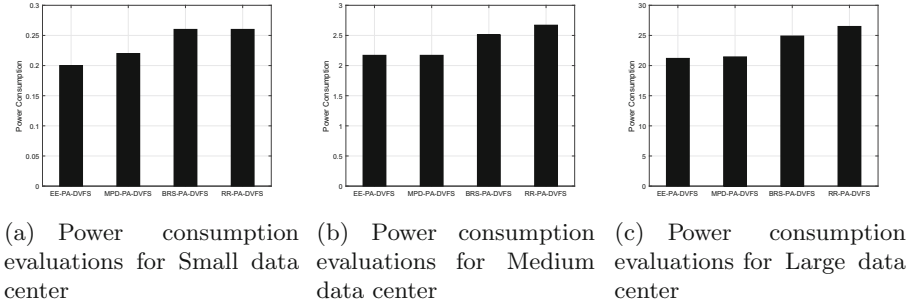 0.3
0.25
0.2
0.15
0.1
0.05
0
Power Consumption
EE-PA-DVFS MPD-PA-DVFS BRS-PA-DVFS RR-PA-DVFS
3
2.5
2
1.5
1
0.5
0
Power Consumption
EE-PA-DVFS MPD-PA-DVFS BRS-PA-DVFS RR-PA-DVFS
30
25
20
15
10
5
0
Power Consumption
EE-PA-DVFS MPD-PA-DVFS BRS-PA-DVFS RR-PA-DVFS
(a) Power consumption
evaluations for Small data
center
(b) Power consumption
evaluations for Medium
data center
(c) Power consumption
evaluations for Large data
center